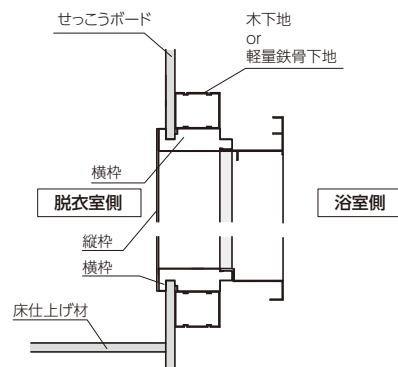 せっこうボード
木下地
or
軽量鉄骨下地
横枠
脱衣室側
浴室側
縦枠
横枠
床仕上げ材